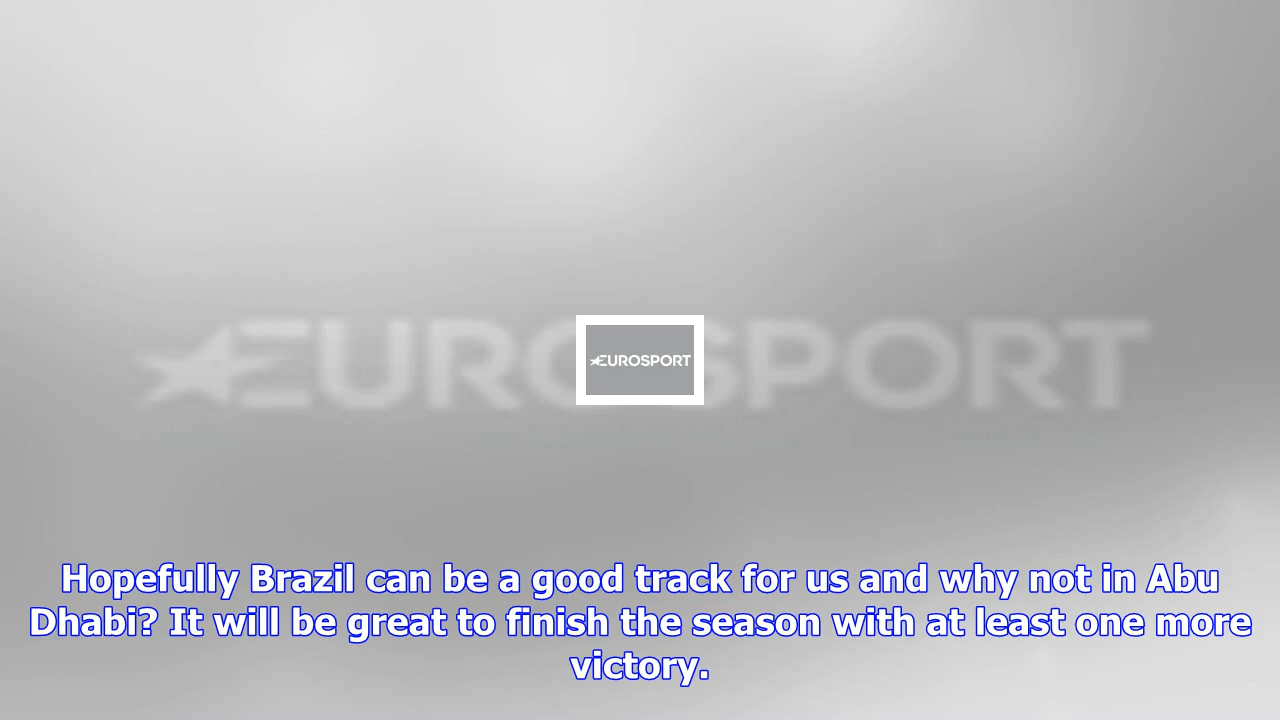 EUROSPORT
EUROSPORT
Hopefully Brazil can be a good track for us and why not in Abu
Dhabi? It will be great to finish the season with at least one more
victory.